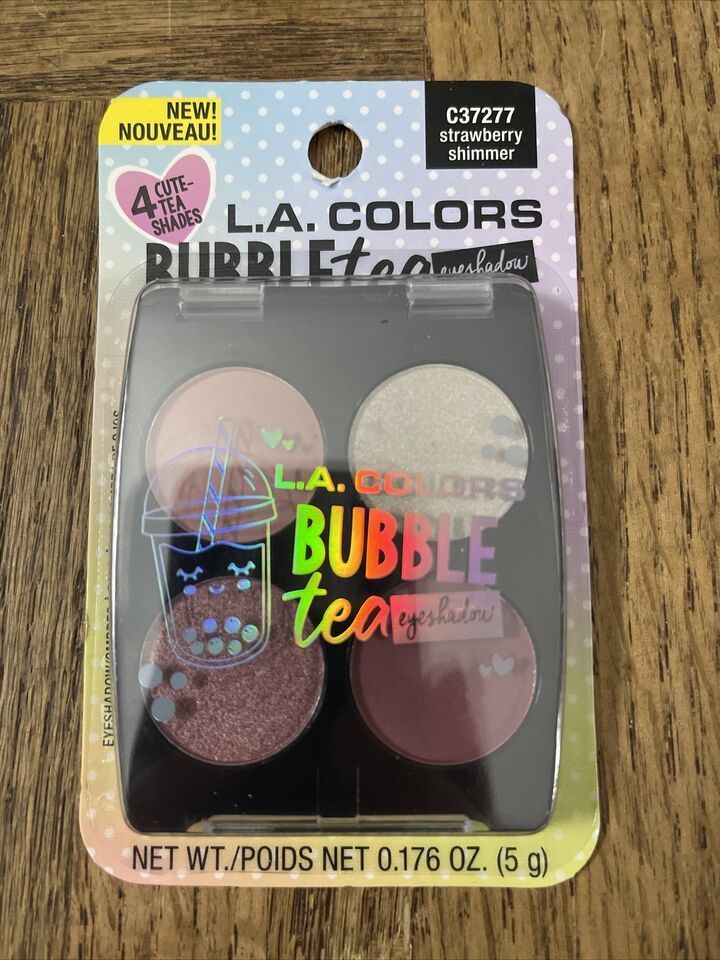 NEW!
NOUVEAU!
C37277
strawberry
shimmer
4 CUTE-
TEA
SHADES
L.A. COLORS
BUBBLE tea eyeshadow
L.A. COLORS
BUBBLE
tea eyeshadow
EYESHADOW
NET WT./POIDS NET 0.176 OZ. (5 g)